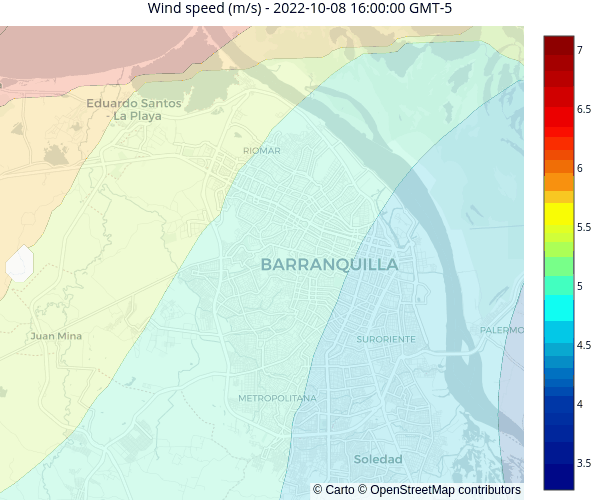 Wind speed (m/s) - 2022-10-08 16:00:00 GMT-5
7
6.5
6
5.5
5
4.5
4
3.5
Eduardo Santos
- La Playa
RIOMAR
BARRANQUILLA
Juan Mina
SURORIENTE
PALERMO
METROPOLITANA
Soledad
© Carto © OpenStreetMap contributors